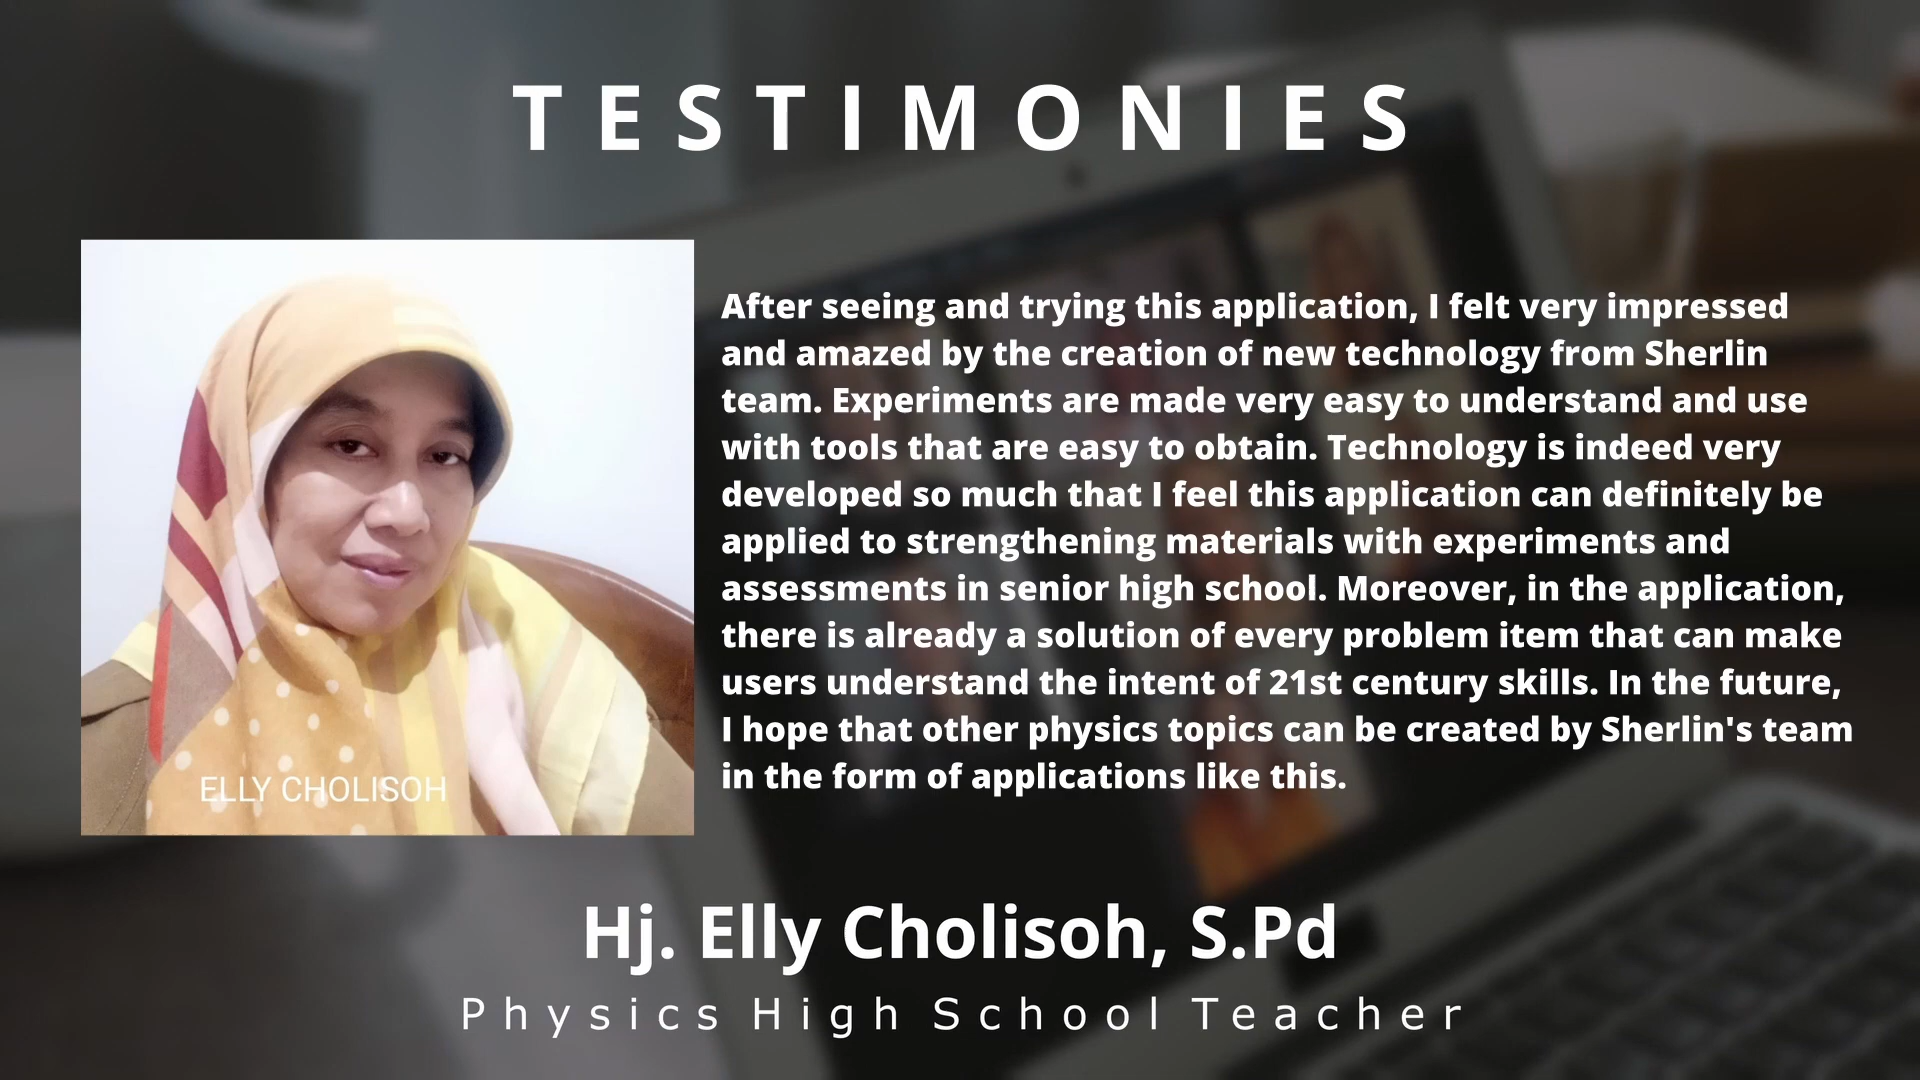 TESTIMONIES
After seeing and trying this application, I felt very impressed
and amazed by the creation of new technology from Sherlin
team. Experiments are made very easy to understand and use
with tools that are easy to obtain. Technology is indeed very
developed so much that I feel this application can definitely be
applied to strengthening materials with experiments and
assessments in senior high school. Moreover, in the application,
there is already a solution of every problem item that can make
users understand the intent of 21st century skills. In the future,
I hope that other physics topics can be created by Sherlin's team
in the form of applications like this.
ELLY CHOLISOH
Hj. Elly Cholisoh, S.Pd
Physics High School Teacher